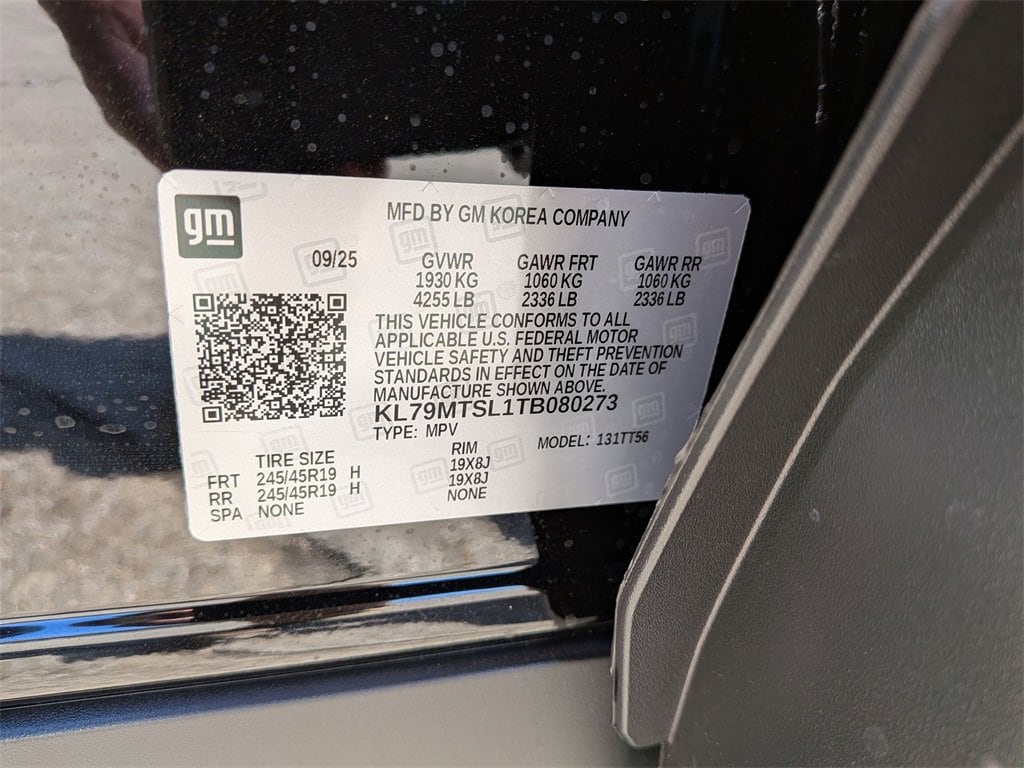 gm
MFD BY GM KOREA COMPANY
09/25 GVWR GAWR FRT GAWR RR
1930 KG 1060 KG 1060 KG
4255 LB 2336 LB 2336 LB
THIS VEHICLE CONFORMS TO ALL
APPLICABLE U.S. FEDERAL MOTOR
VEHICLE SAFETY AND THEFT PREVENTION
STANDARDS IN EFFECT ON THE DATE OF
MANUFACTURE SHOWN ABOVE.
KL79MTSL1TB080273
TYPE: MPV MODEL: 131TT56
TIRE SIZE RIM
FRT 245/45R19 H 19X8J
RR 245/45R19 H 19X8J
SPA NONE NONE